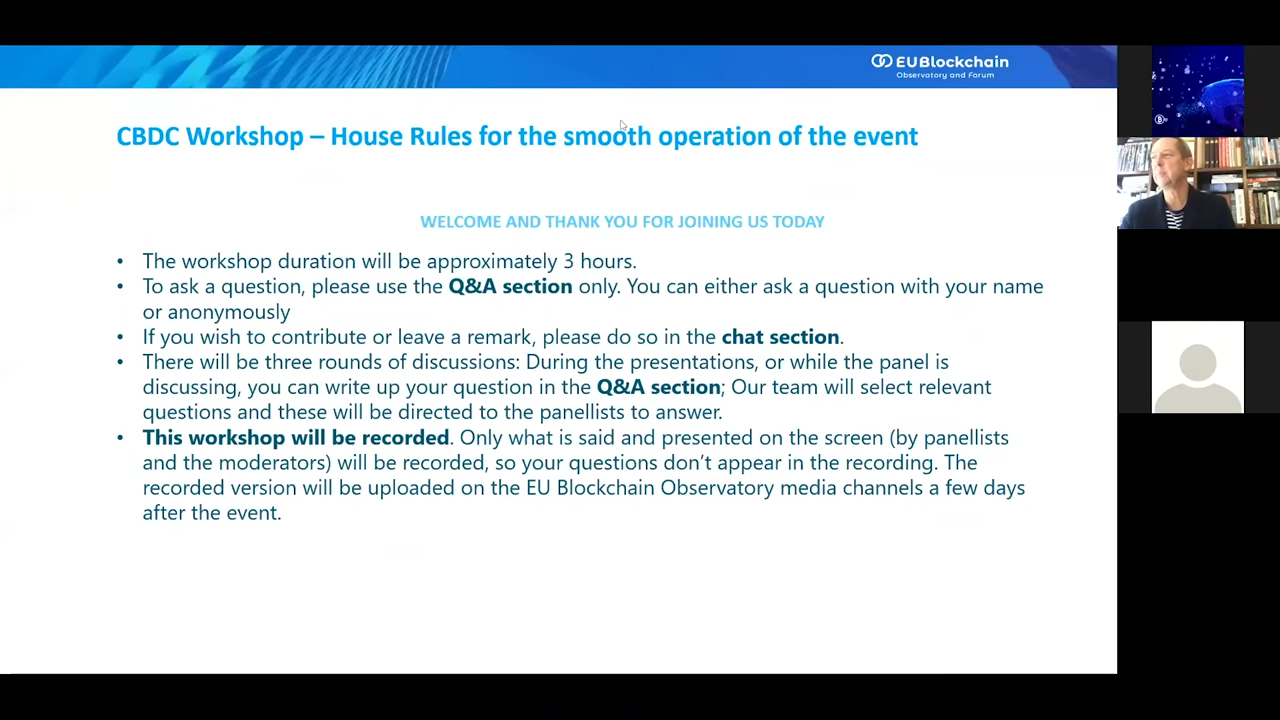 EUBlockchain
Observatory and Forum
CBDC Workshop – House Rules for the smooth operation of the event
WELCOME AND THANK YOU FOR JOINING US TODAY
• The workshop duration will be approximately 3 hours.
• To ask a question, please use the Q&A section only. You can either ask a question with your name
or anonymously
• If you wish to contribute or leave a remark, please do so in the chat section.
• There will be three rounds of discussions: During the presentations, or while the panel is
discussing, you can write up your question in the Q&A section; Our team will select relevant
questions and these will be directed to the panellists to answer.
• This workshop will be recorded. Only what is said and presented on the screen (by panellists
and the moderators) will be recorded, so your questions don't appear in the recording. The
recorded version will be uploaded on the EU Blockchain Observatory media channels a few days
after the event.